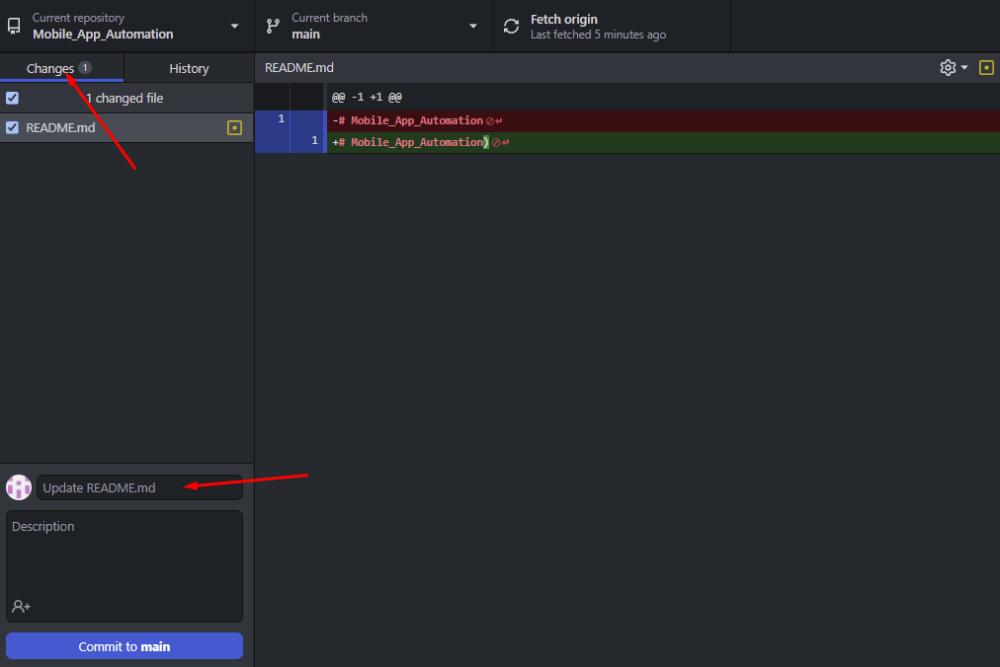 Current repository
Mobile_App_Automation
Current branch
main
Fetch origin
Last fetched 5 minutes ago
Changes 1
History
1 changed file
README.md
README.md
@@ -1 +1 @@
1 -# Mobile_App_Automation
1 +# Mobile_App_Automation)
Update README.md
Description
Commit to main